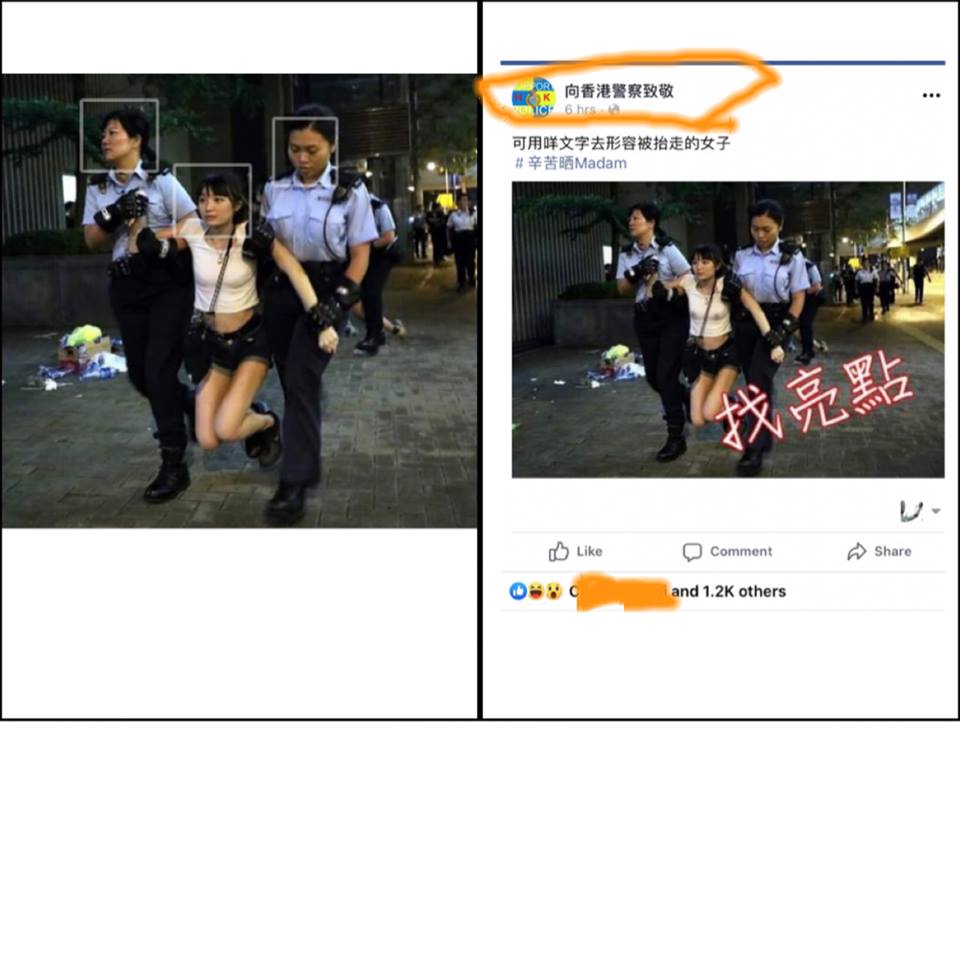 向香港警察致敬
6 hrs ·
可用咩文字去形容被抬走的女子
#辛苦晒Madam
找亮點
Like
Comment
Share
and 1.2K others